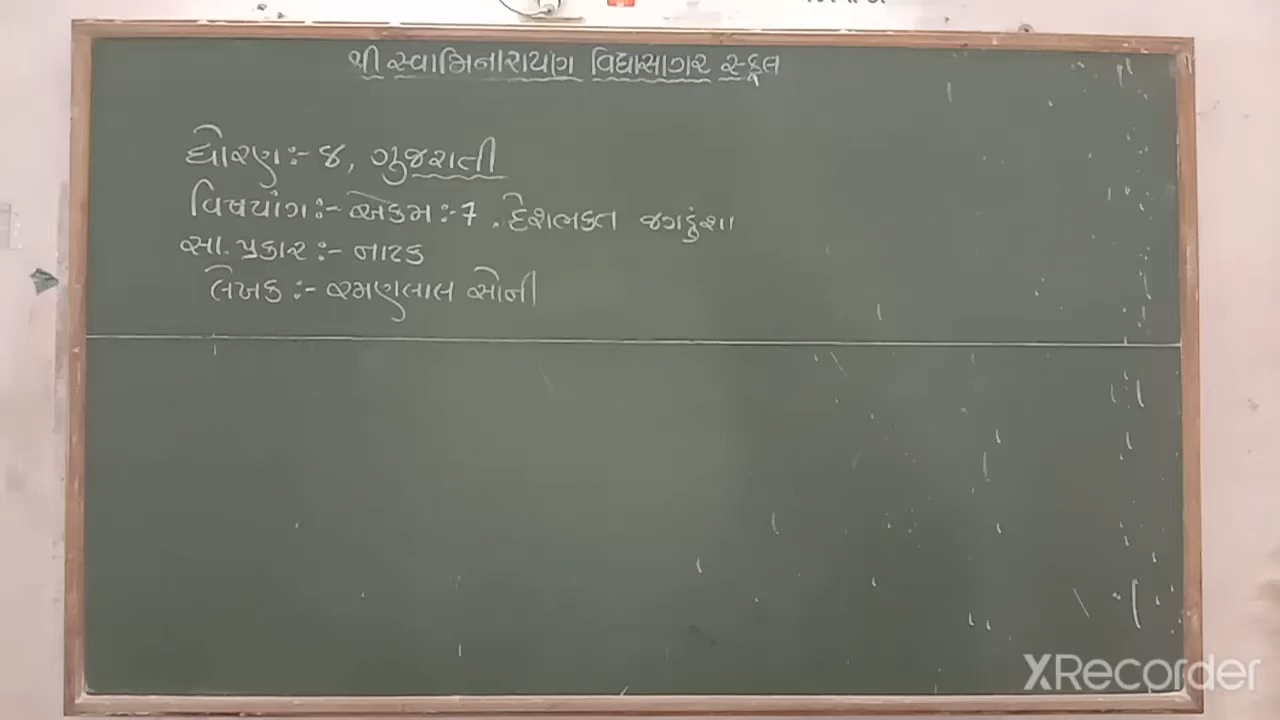 શ્રી સ્વામિનારાયણ વિદ્યાસાગર સ્કૂલ
ધોરણ:- ૪, ગુજરાતી
વિષયાંગ:- એકમ:- 7. દેશભક્ત જગડુંશા
સા. પ્રકાર:- નાટક
લેખક:- રમણલાલ સોની
XRecorder